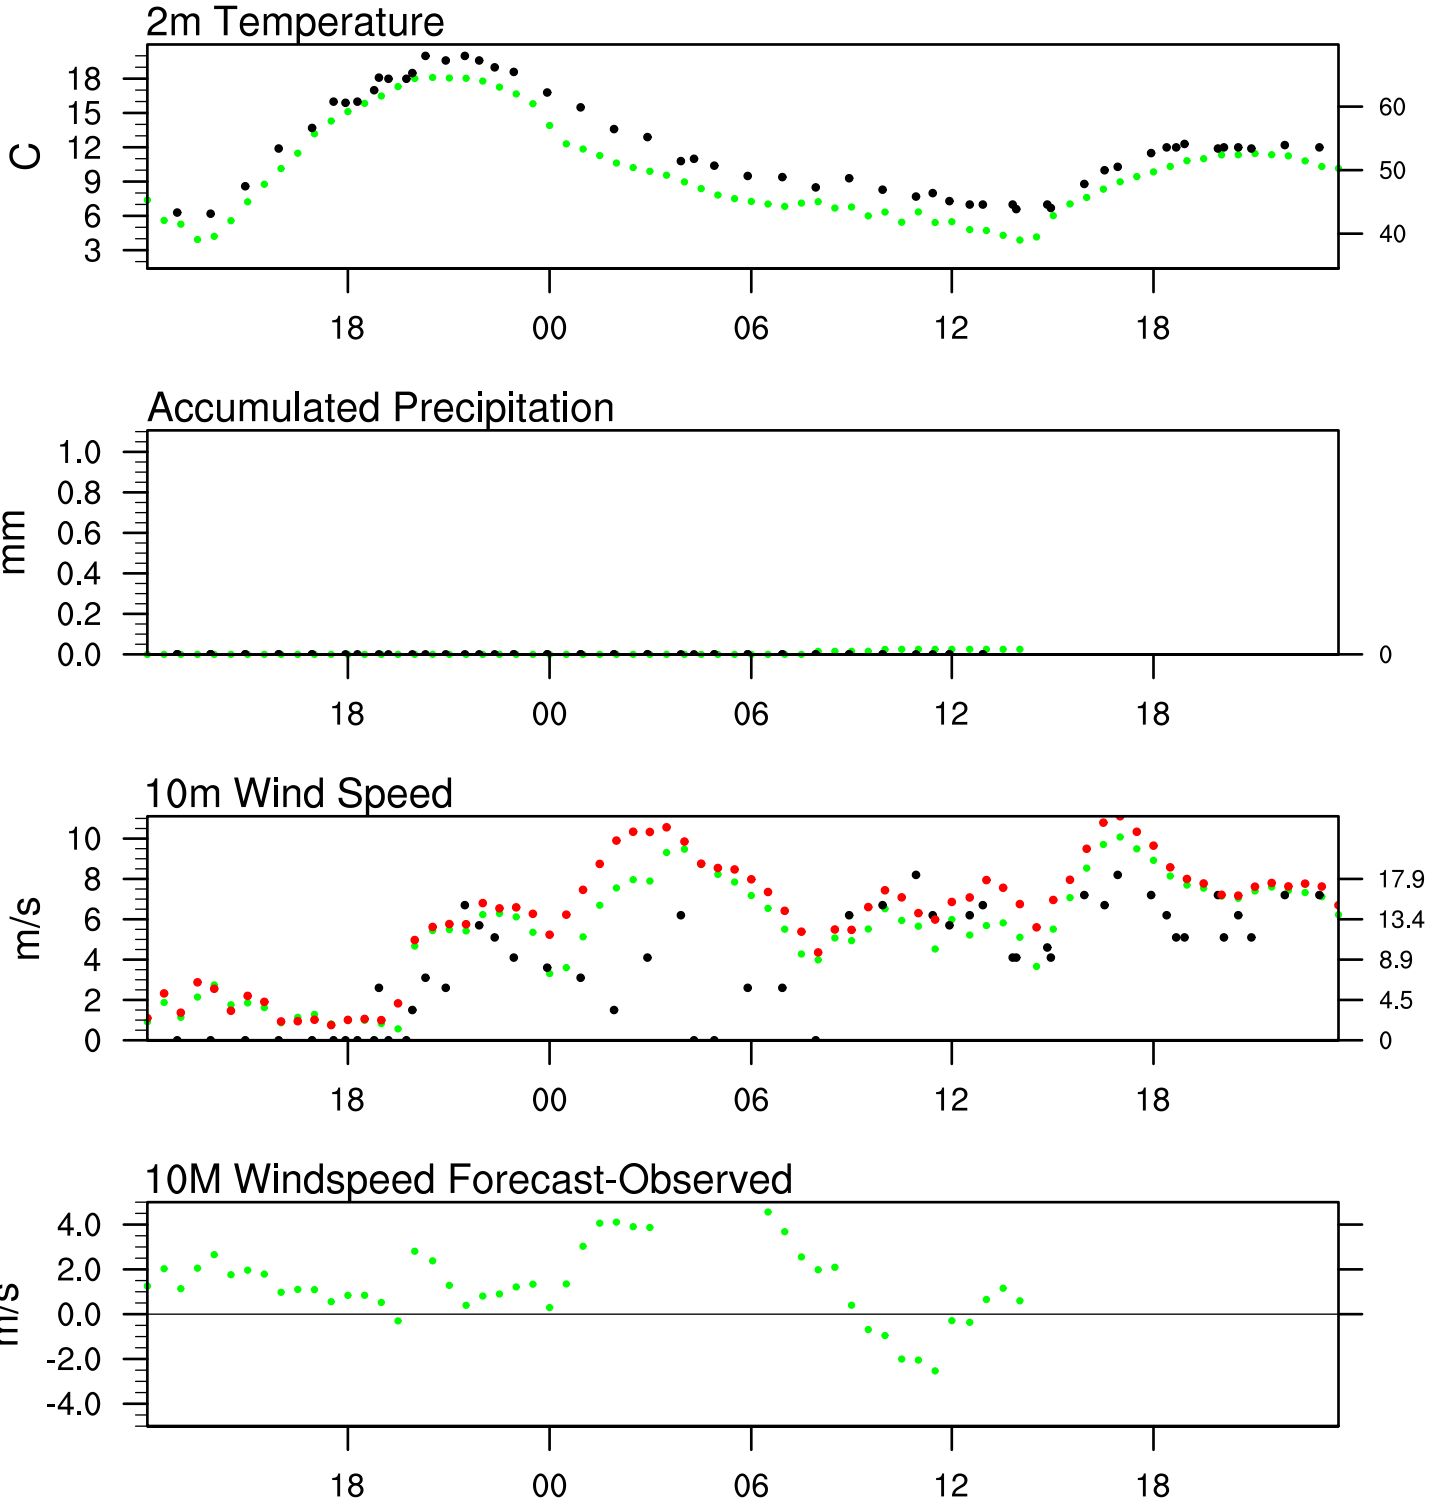 2m Temperature
18
15
12
9
6
3
C
60
50
40
18 00 06 12 18
Accumulated Precipitation
1.0
0.8
0.6
0.4
0.2
0.0
mm
0
18 00 06 12 18
10m Wind Speed
10
8
6
4
2
0
m/s
17.9
13.4
8.9
4.5
0
18 00 06 12 18
10M Windspeed Forecast-Observed
4.0
2.0
0.0
-2.0
-4.0
m/s
18 00 06 12 18